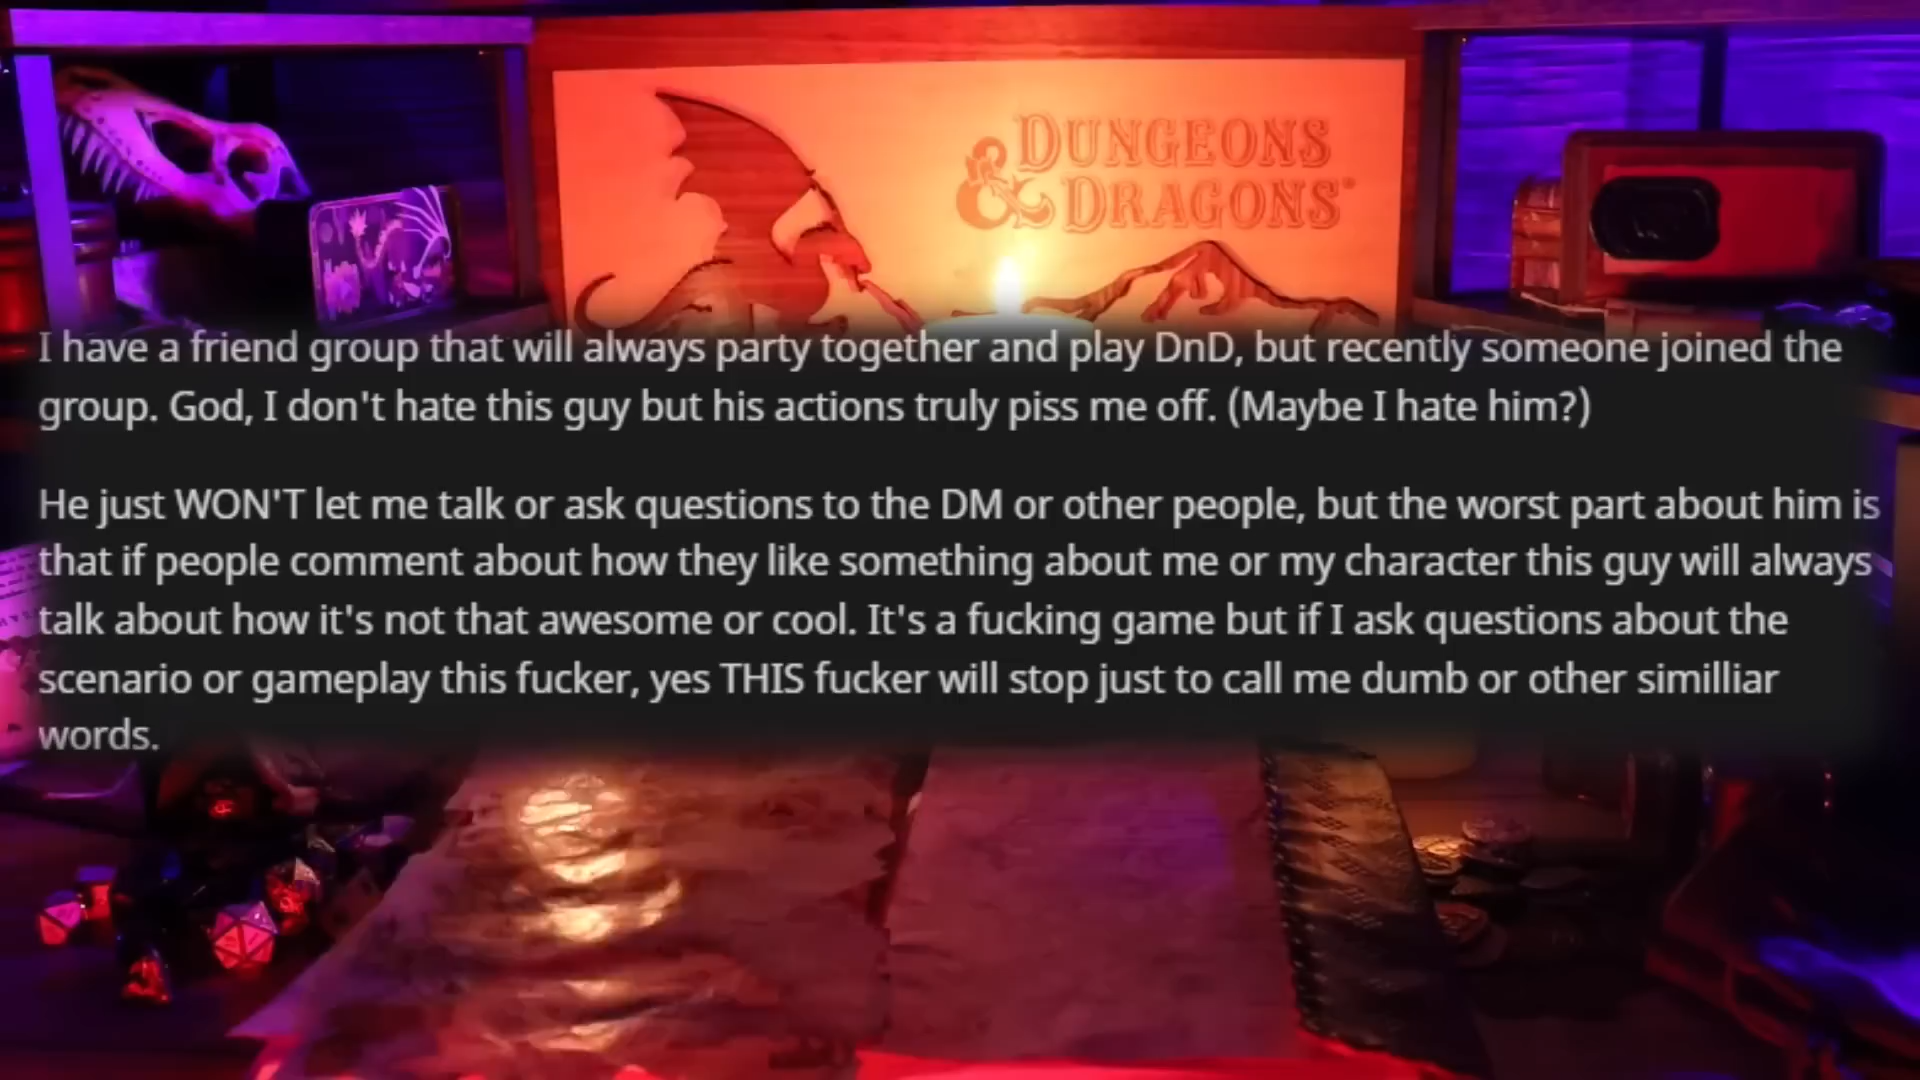 DUNGEONS
& DRAGONS
I have a friend group that will always party together and play DnD, but recently someone joined the
group. God, I don't hate this guy but his actions truly piss me off. (Maybe I hate him?)
He just WON'T let me talk or ask questions to the DM or other people, but the worst part about him is
that if people comment about how they like something about me or my character this guy will always
talk about how it's not that awesome or cool. It's a fucking game but if I ask questions about the
scenario or gameplay this fucker, yes THIS fucker will stop just to call me dumb or other similliar
words.